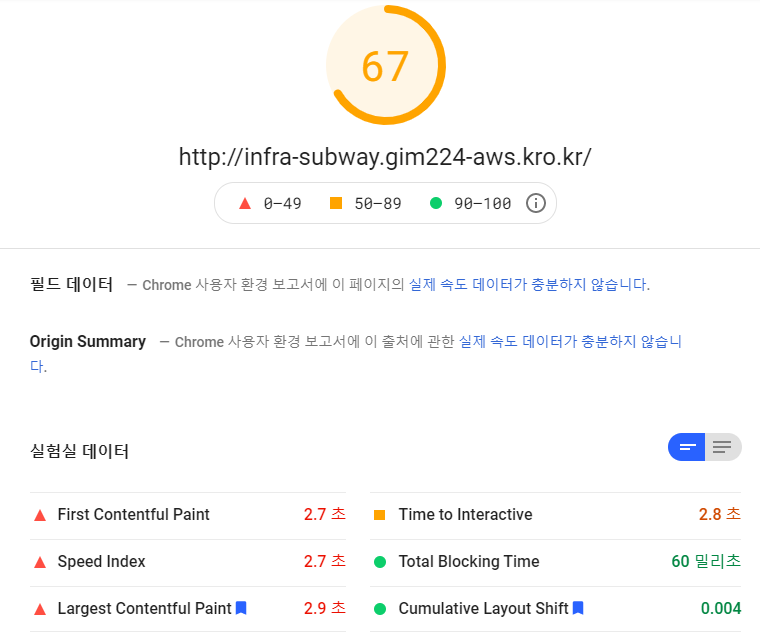 67
http://infra-subway.gim224-aws.kro.kr/
0–49 50–89 90–100
필드 데이터 — Chrome 사용자 환경 보고서에 이 페이지의 실제 속도 데이터가 충분하지 않습니다.
Origin Summary — Chrome 사용자 환경 보고서에 이 출처에 관한 실제 속도 데이터가 충분하지 않습니
다.
실험실 데이터
First Contentful Paint 2.7 초 Time to Interactive 2.8 초
Speed Index 2.7 초 Total Blocking Time 60 밀리초
Largest Contentful Paint 2.9 초 Cumulative Layout Shift 0.004